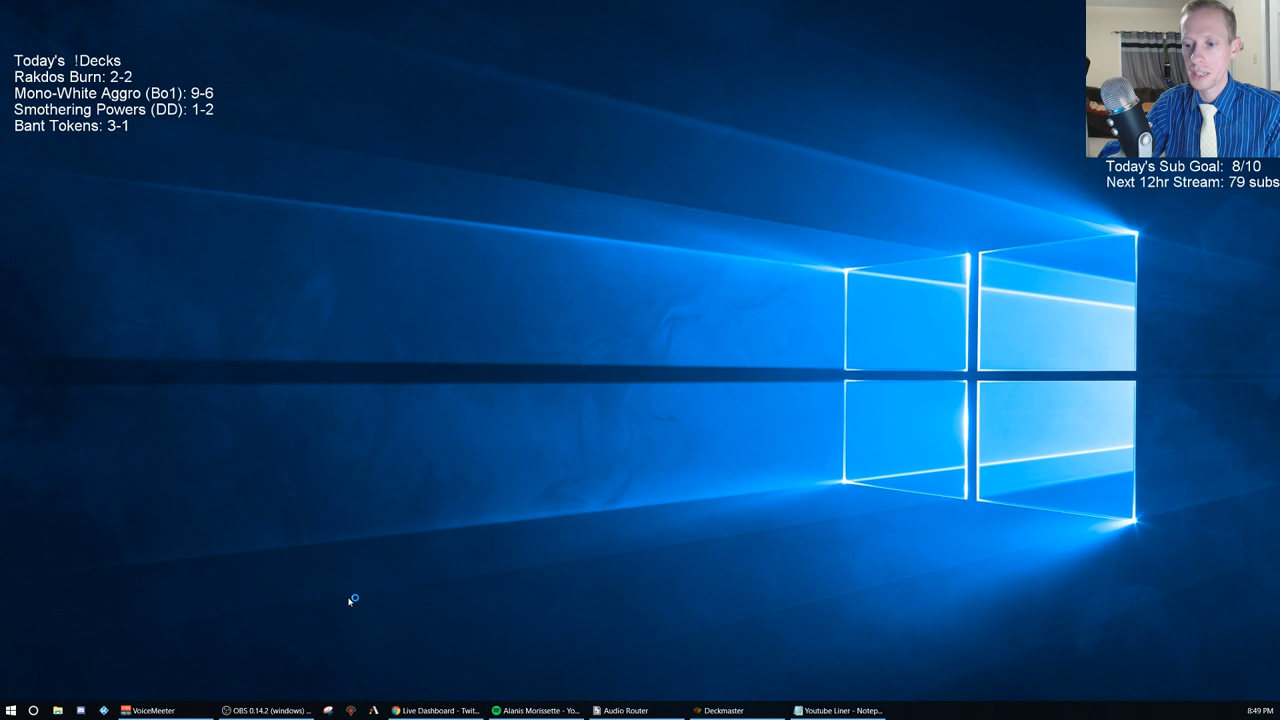 Today's !Decks
Rakdos Burn: 2-2
Mono-White Aggro (Bo1): 9-6
Smothering Powers (DD): 1-2
Bant Tokens: 3-1
Today's Sub Goal: 8/10
Next 12hr Stream: 79 subs
VoiceMeeter
OBS 0.14.2 (windows) ...
Live Dashboard - Twit...
Alanis Morissette - Yo...
Audio Router
Deckmaster
Youtube Liner - Notep...
8:49 PM